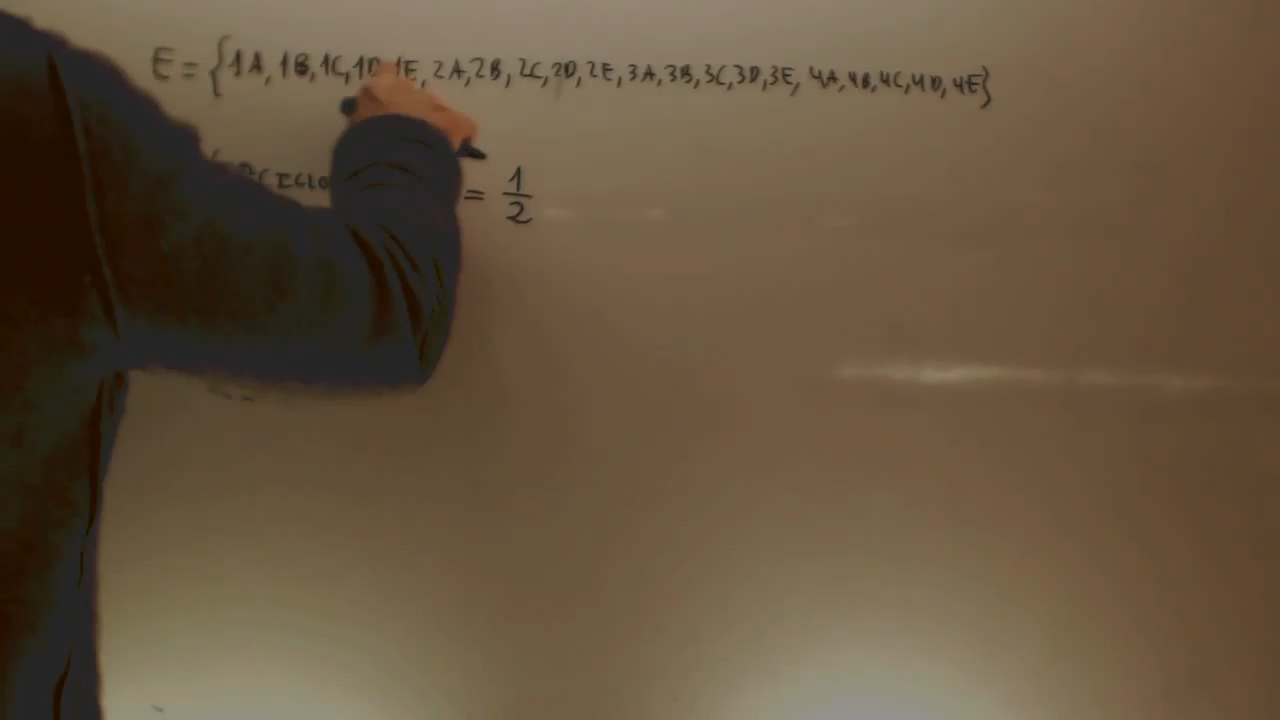 E = {1A, 1B, 1C, 1D, 1E, 2A, 2B, 2C, 2D, 2E, 3A, 3B, 3C, 3D, 3E, 4A, 4B, 4C, 4D, 4E}
= 1/2